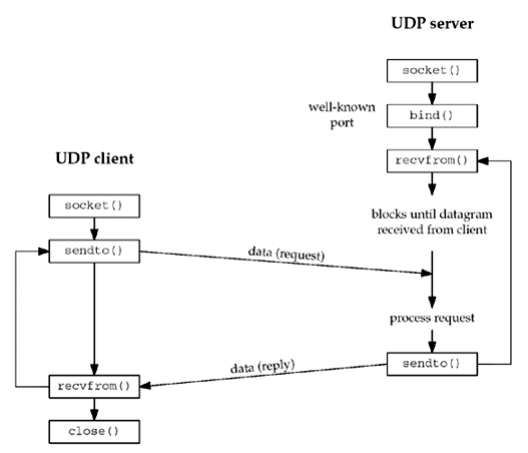 UDP server
socket()
well-known
port
bind()
recvfrom()
UDP client
blocks until datagram
received from client
socket()
sendto()
data (request)
process request
sendto()
data (reply)
recvfrom()
close()